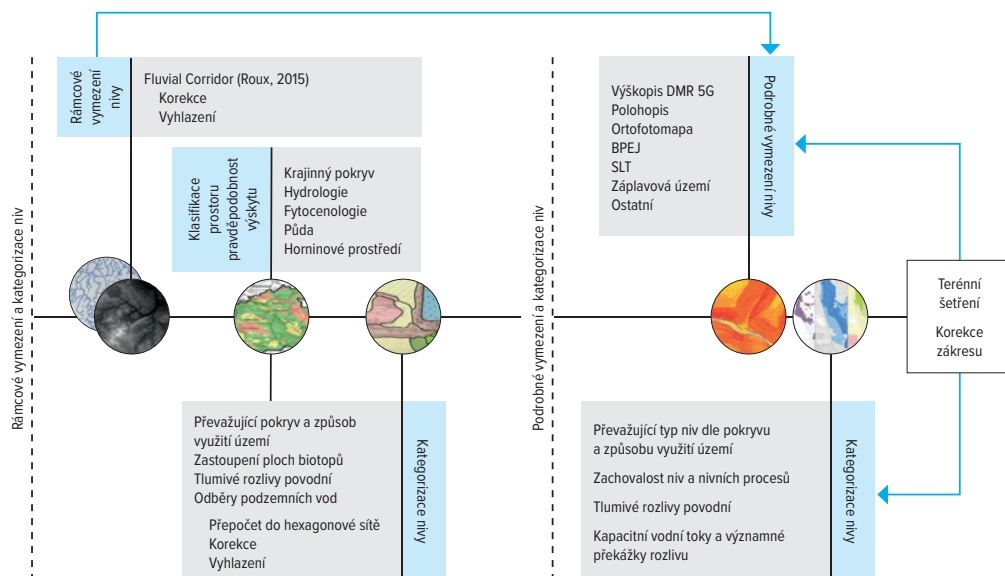 Rámcové vymezení a kategorizace niv
Rámcové
vymezení
nivy
Fluvial Corridor (Roux, 2015)
Korekce
Vyhlazení
Klasifikace
prostoru
pravděpodobnost
výskytu
Krajinný pokryv
Hydrologie
Fytocenologie
Půda
Horninové prostředí
Převažující pokryv a způsob
využití území
Zastoupení ploch biotopů
Tlumivé rozlivy povodní
Odběry podzemních vod
Přepočet do hexagonové sítě
Korekce
Vyhlazení
Kategorizace nivy
Podrobné vymezení a kategorizace niv
Výškopis DMR 5G
Polohopis
Ortofotomapa
BPEJ
SLT
Záplavová území
Ostatní
Podrobné vymezení nivy
Terénní
šetření
Korekce
zákresu
Převažující typ niv dle pokryvu
a způsobu využití území
Zachovalost niv a nivních procesů
Tlumivé rozlivy povodní
Kapacitní vodní toky a významné
překážky rozlivu
Kategorizace nivy